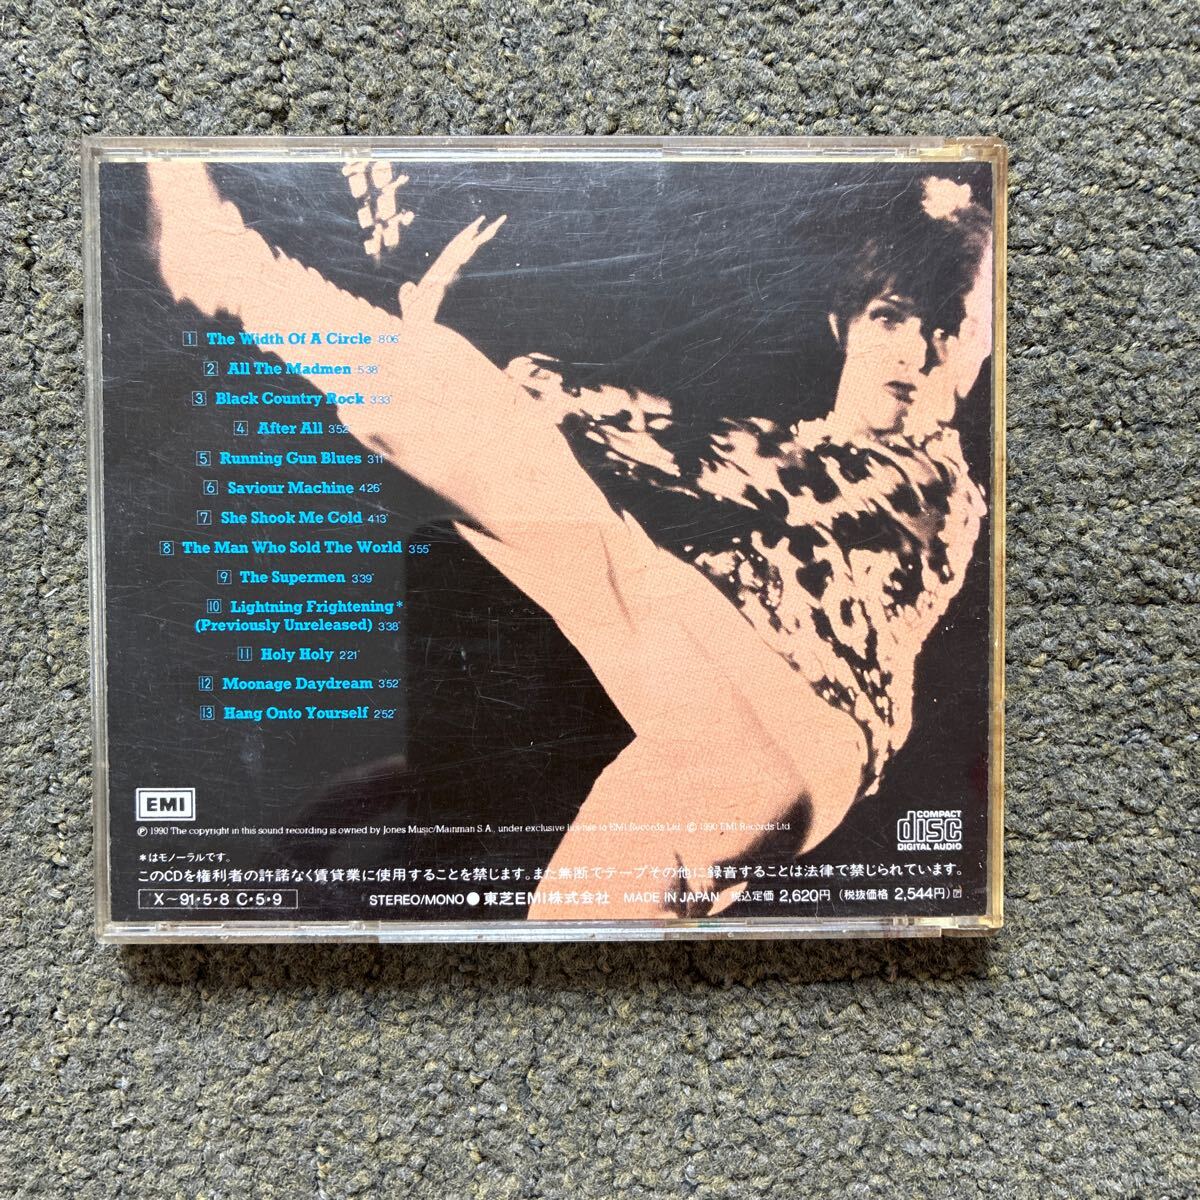 1 The Width Of A Circle 8'06"
2 All The Madmen 5'38"
3 Black Country Rock 3'33"
4 After All 3'52"
5 Running Gun Blues 3'11"
6 Saviour Machine 4'26"
7 She Shook Me Cold 4'13"
8 The Man Who Sold The World 3'55"
9 The Supermen 3'39"
10 Lightning Frightening*
(Previously Unreleased) 3'38"
11 Holy Holy 2'21"
12 Moonage Daydream 3'52"
13 Hang Onto Yourself 2'52"
EMI
℗ 1990 The copyright in this sound recording is owned by Jones Music/Mainman S.A., under exclusive license to EMI Records Ltd. © 1990 EMI Records Ltd.
COMPACT
disc
DIGITAL AUDIO
*はモノーラルです。
このCDを権利者の許諾なく賃貸業に使用することを禁じます。また無断でテープその他に録音することは法律で禁じられています。
X～91・5・8 C・5・9
STEREO/MONO ●東芝EMI株式会社 MADE IN JAPAN 税込定価 2,620円 (税抜価格 2,544円)